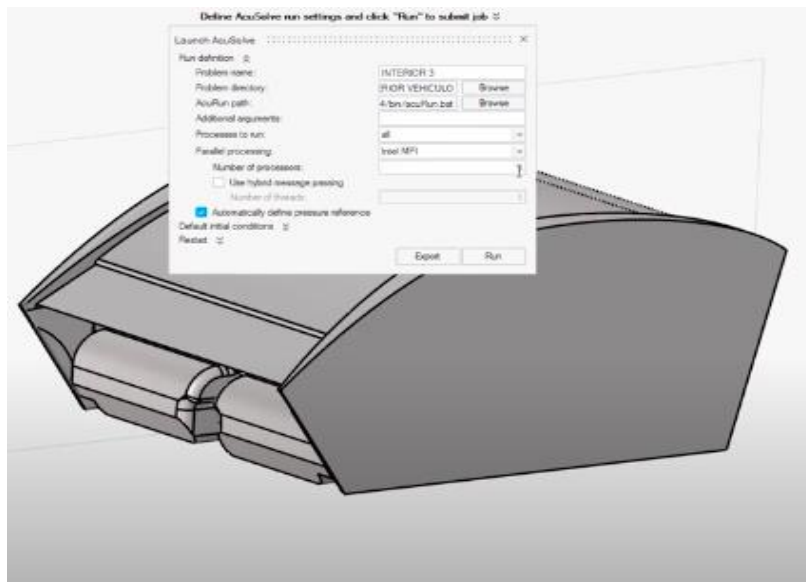 Define AcuSolve run settings and click "Run" to submit job
Launch AcuSolve
Run definition
Problem name: INTERIOR 3
Problem directory: ERIOR VEHICULO Browse
AcuRun path: 4/bin/acuRun.bat Browse
Additional arguments:
Processes to run: all
Parallel processing: Intel MPI
Number of processors:
Use hybrid message passing
Number of threads:
Automatically define pressure reference
Default initial conditions
Restart
Export Run